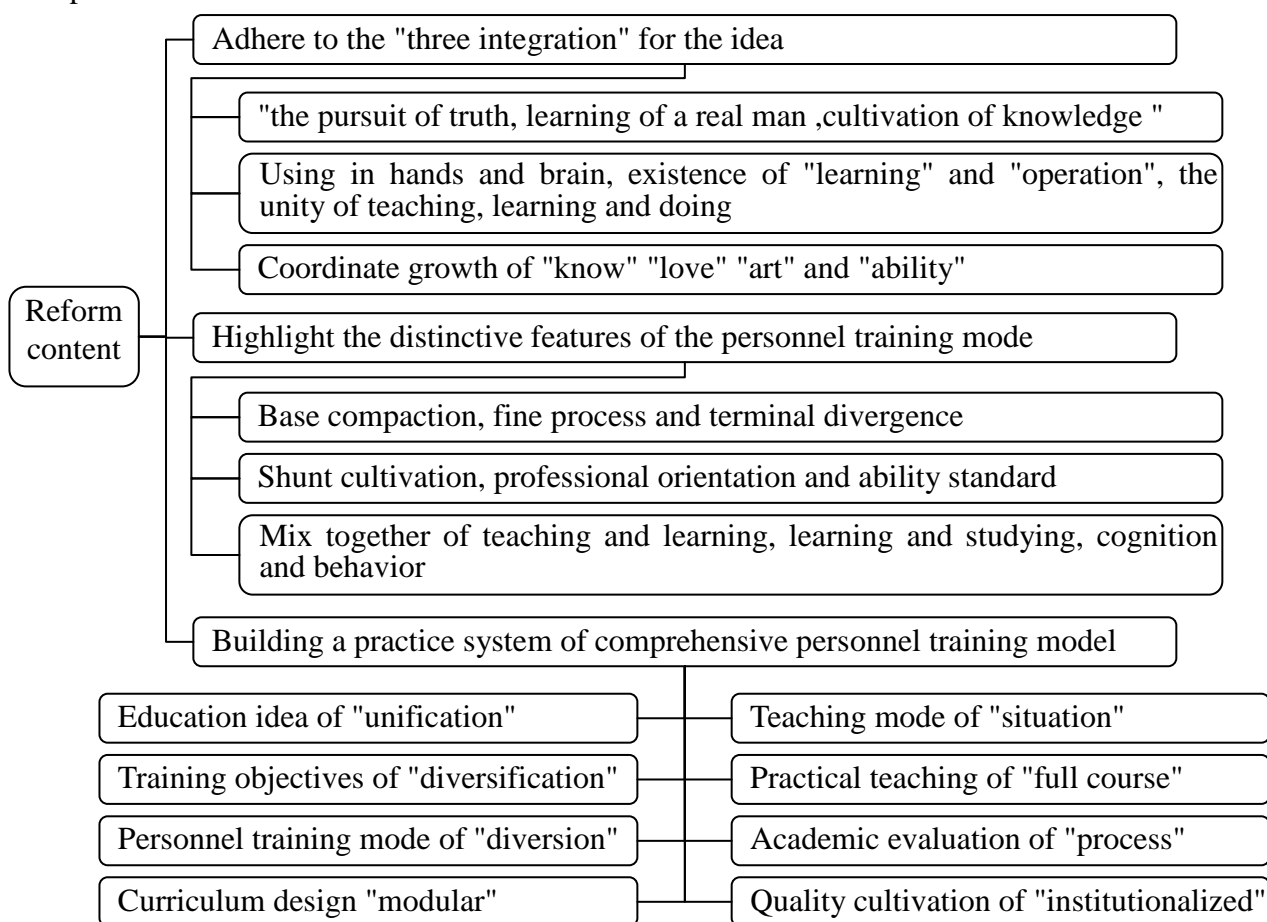 Adhere to the "three integration" for the idea
"the pursuit of truth, learning of a real man ,cultivation of knowledge "
Using in hands and brain, existence of "learning" and "operation", the
unity of teaching, learning and doing
Coordinate growth of "know" "love" "art" and "ability"
Reform
content
Highlight the distinctive features of the personnel training mode
Base compaction, fine process and terminal divergence
Shunt cultivation, professional orientation and ability standard
Mix together of teaching and learning, learning and studying, cognition
and behavior
Building a practice system of comprehensive personnel training model
Education idea of "unification"
Teaching mode of "situation"
Training objectives of "diversification"
Practical teaching of "full course"
Personnel training mode of "diversion"
Academic evaluation of "process"
Curriculum design "modular"
Quality cultivation of "institutionalized"